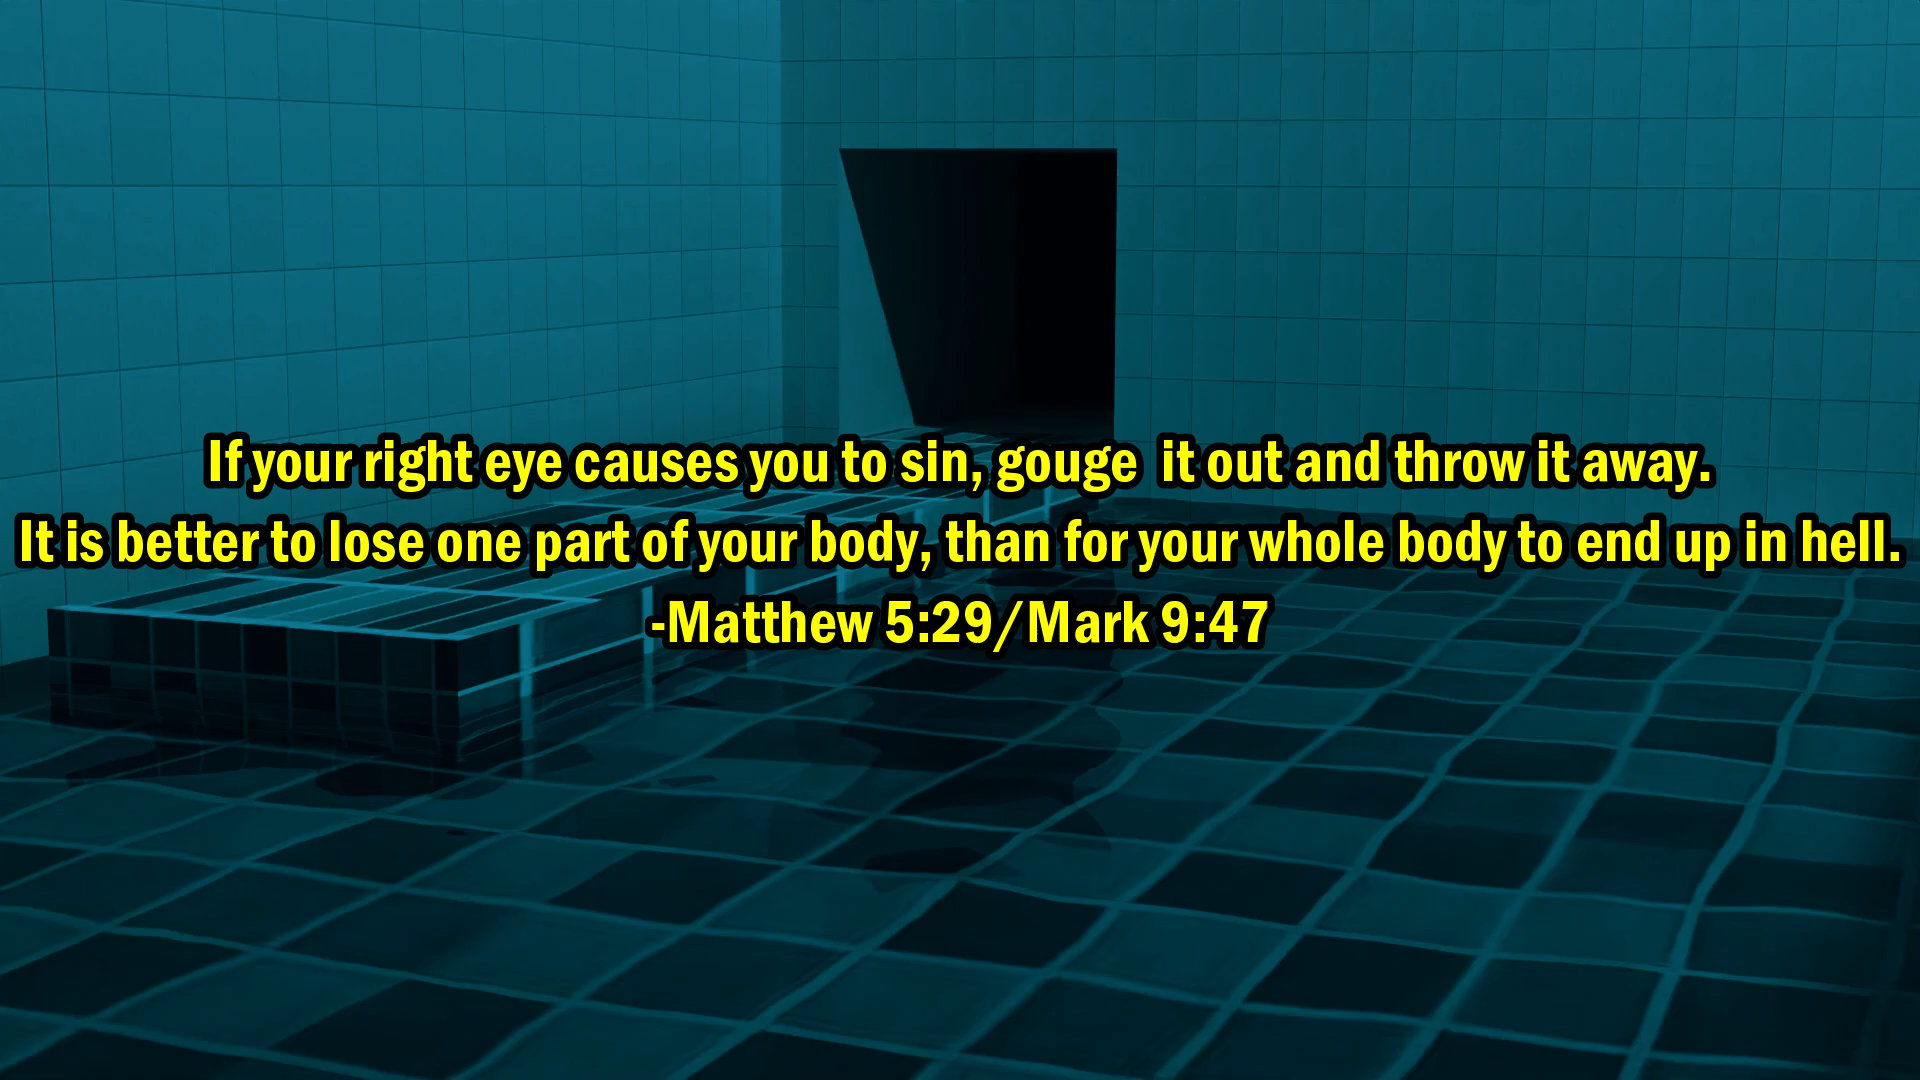 If your right eye causes you to sin, gouge  it out and throw it away.
It is better to lose one part of your body, than for your whole body to end up in hell.
-Matthew 5:29/Mark 9:47